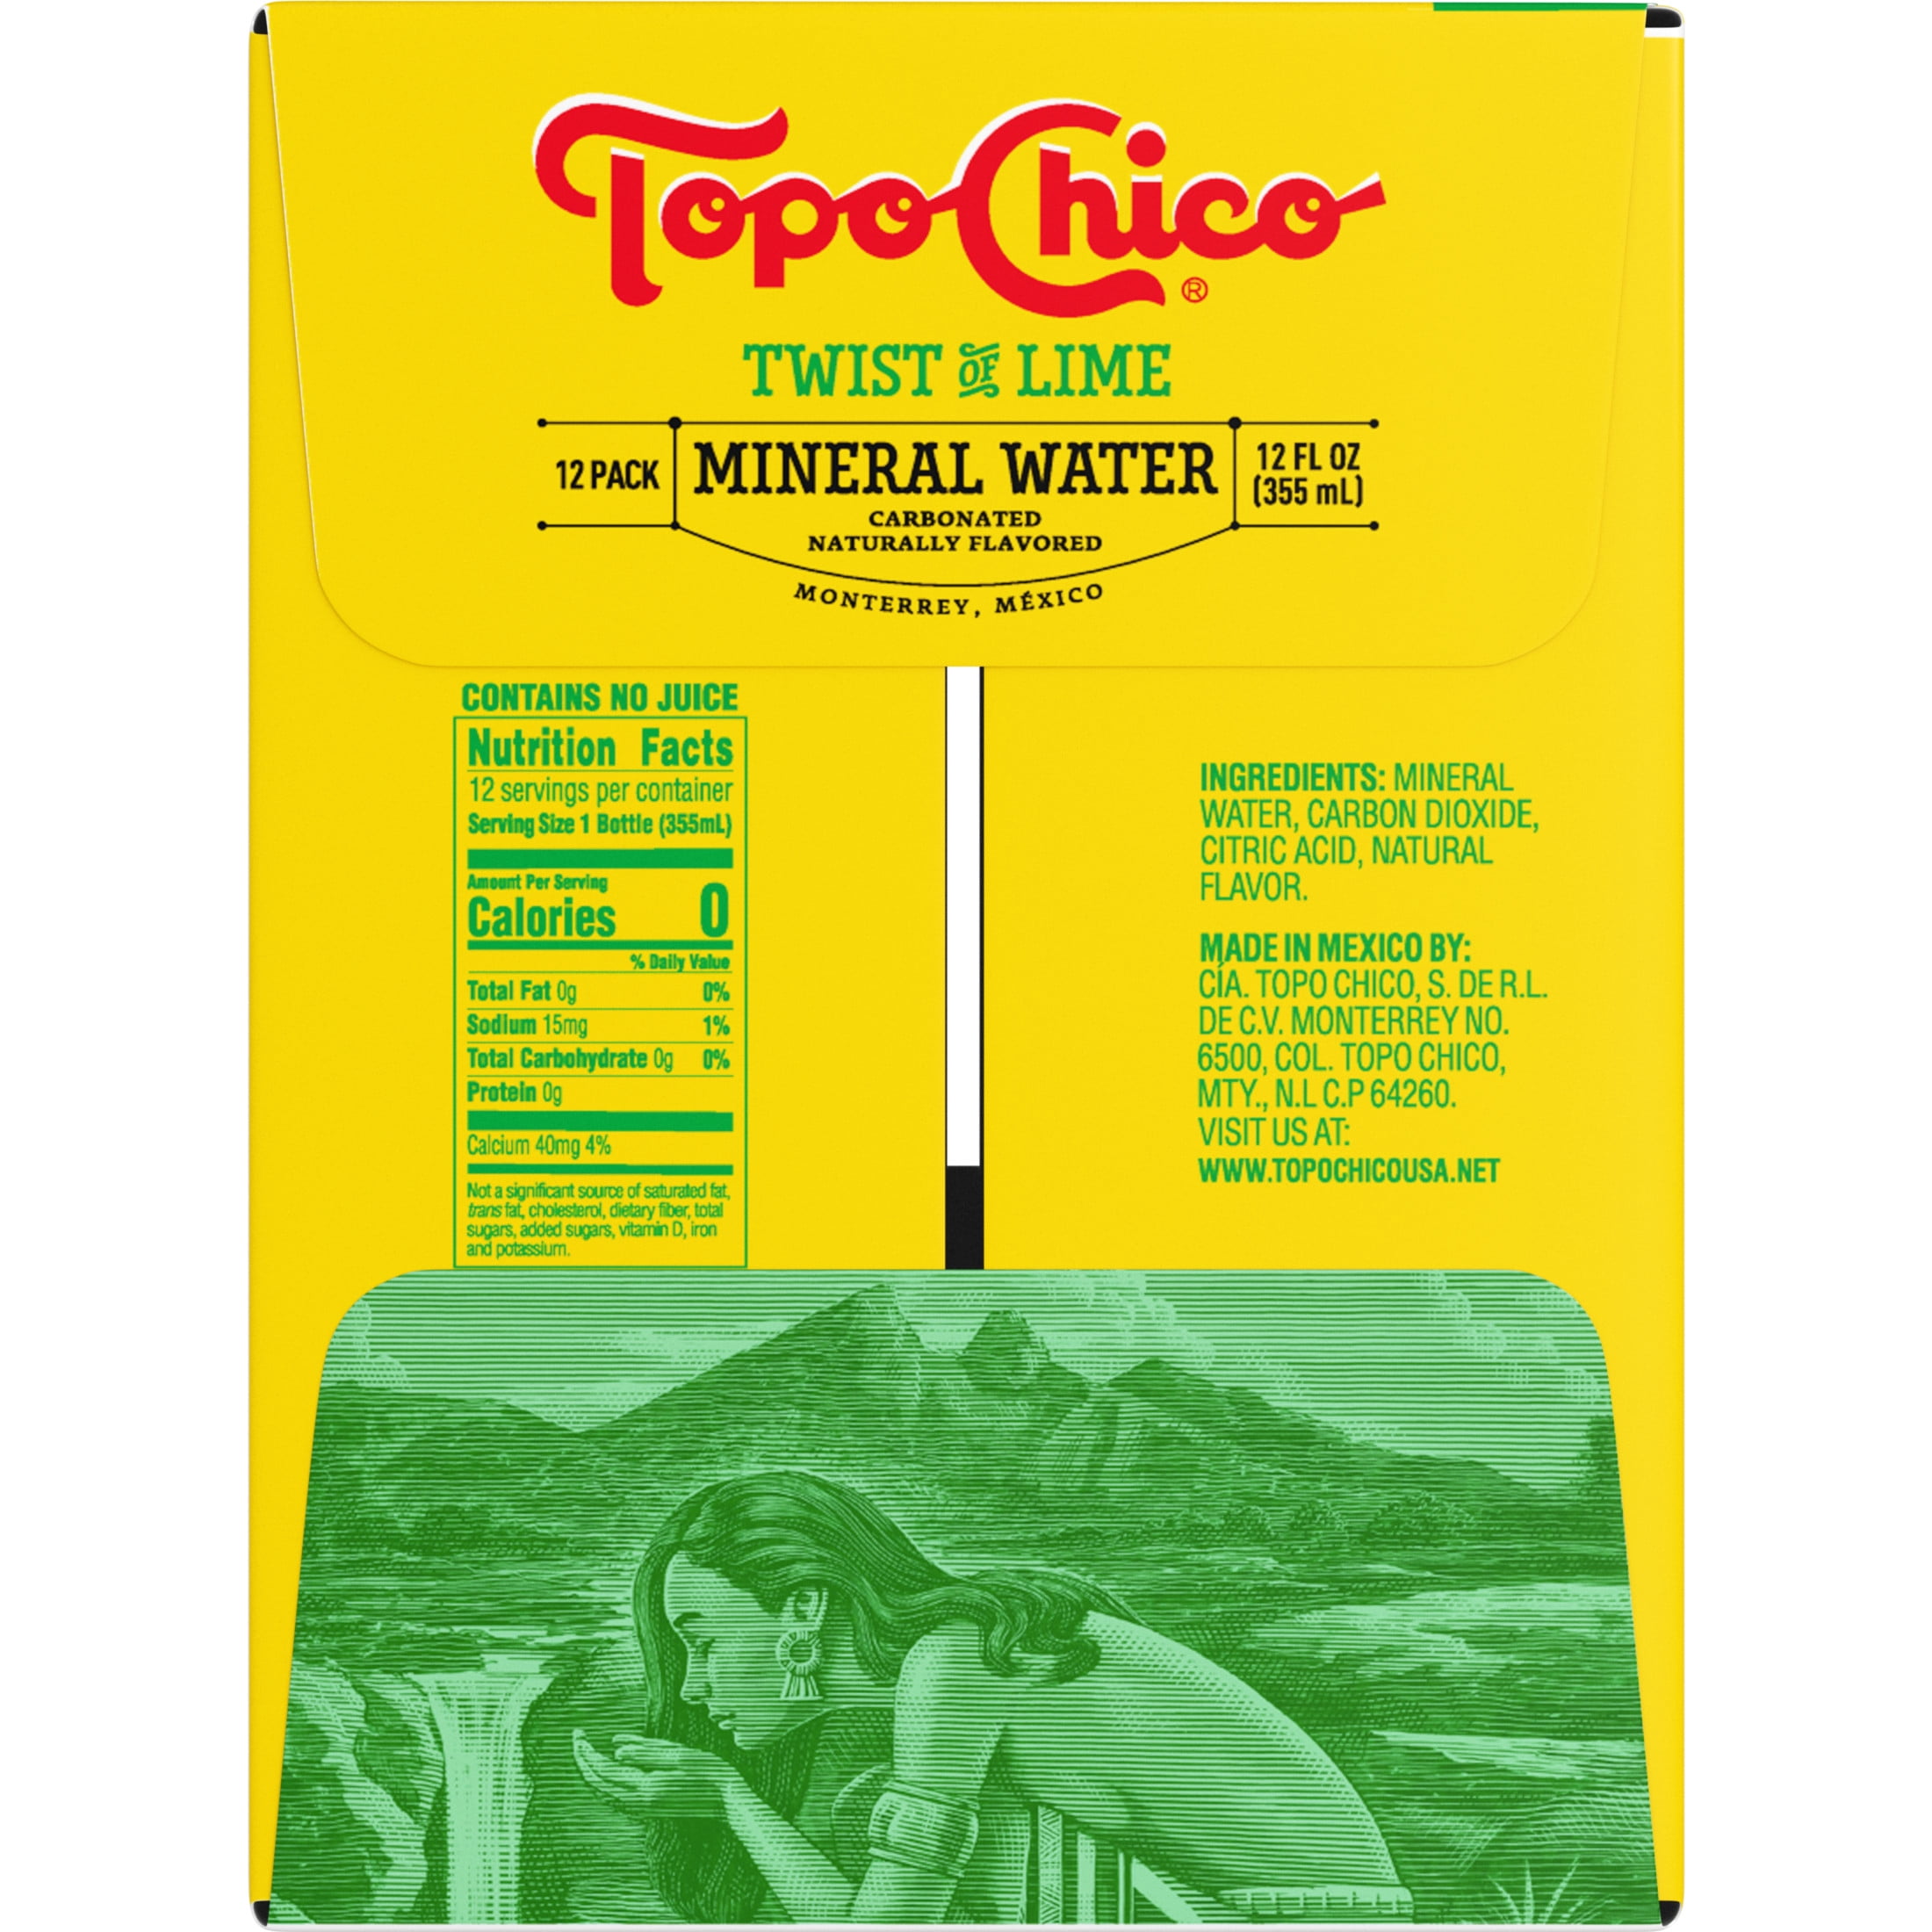 Topo Chico®
TWIST OF LIME
12 PACK
MINERAL WATER
12 FL OZ
(355 mL)
CARBONATED
NATURALLY FLAVORED
MONTERREY, MÉXICO
CONTAINS NO JUICE
Nutrition Facts
12 servings per container
Serving Size 1 Bottle (355mL)
Amount Per Serving
Calories 0
% Daily Value
Total Fat 0g 0%
Sodium 15mg 1%
Total Carbohydrate 0g 0%
Protein 0g
Calcium 40mg 4%
Not a significant source of saturated fat,
trans fat, cholesterol, dietary fiber, total
sugars, added sugars, vitamin D, iron
and potassium.
INGREDIENTS: MINERAL
WATER, CARBON DIOXIDE,
CITRIC ACID, NATURAL
FLAVOR.
MADE IN MEXICO BY:
CÍA. TOPO CHICO, S. DE R.L.
DE C.V. MONTERREY NO.
6500, COL. TOPO CHICO,
MTY., N.L C.P 64260.
VISIT US AT:
WWW.TOPOCHICOUSA.NET